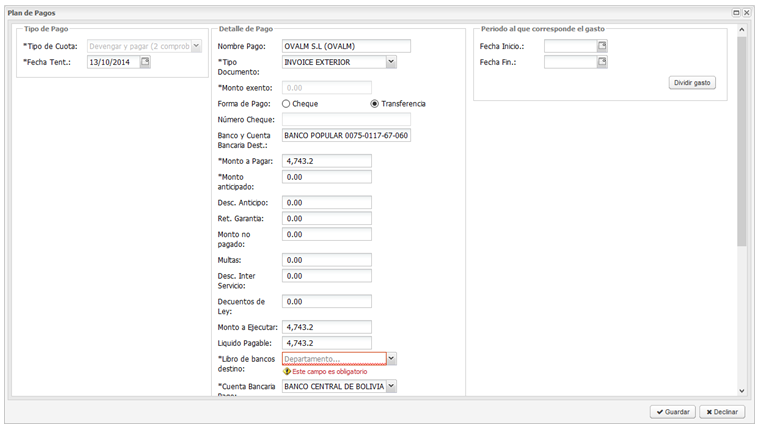 Plan de Pagos
Tipo de Pago
*Tipo de Cuota: Devengar y pagar (2 comprob
*Fecha Tent.: 13/10/2014
Detalle de Pago
Nombre Pago: OVALM S.L (OVALM)
*Tipo
Documento: INVOICE EXTERIOR
*Monto exento: 0.00
Forma de Pago: Cheque Transferencia
Número Cheque:
Banco y Cuenta
Bancaria Dest.: BANCO POPULAR 0075-0117-67-060
*Monto a Pagar: 4,743.2
*Monto
anticipado: 0.00
Desc. Anticipo: 0.00
Ret. Garantia: 0.00
Monto no
pagado: 0.00
Multas: 0.00
Desc. Inter
Servicio: 0.00
Decuentos de
Ley: 0.00
Monto a Ejecutar: 4,743.2
Liquido Pagable: 4,743.2
*Libro de bancos
destino: Departamento...
Este campo es obligatorio
*Cuenta Bancaria
BANCO CENTRAL DE BOLIVIA
Periodo al que corresponde el gasto
Fecha Inicio.:
Fecha Fin.:
Dividir gasto
Guardar Declinar